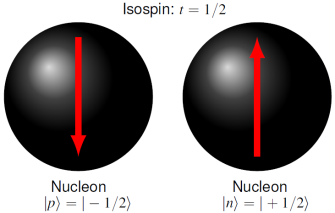 Isospin: t = 1/2
Nucleon Nucleon
|p⟩ = | − 1/2⟩ |n⟩ = | + 1/2⟩